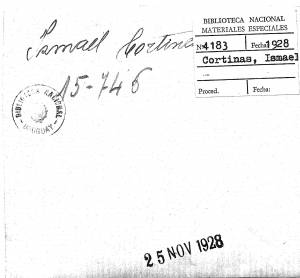 Ismael Cortinas
15-746
BIBLIOTECA NACIONAL
MATERIALES ESPECIALES
Nº 4183 Fecha: 1928
Cortinas, Ismael
Proced. Fecha:
BIBLIOTECA NACIONAL
URUGUAY
25 NOV 1928